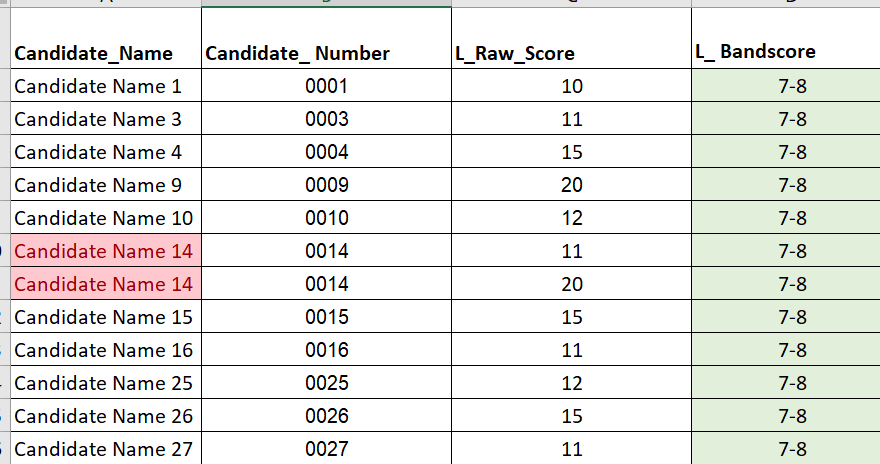 Candidate_Name Candidate_ Number L_Raw_Score L_ Bandscore
Candidate Name 1 0001 10 7-8
Candidate Name 3 0003 11 7-8
Candidate Name 4 0004 15 7-8
Candidate Name 9 0009 20 7-8
Candidate Name 10 0010 12 7-8
Candidate Name 14 0014 11 7-8
Candidate Name 14 0014 20 7-8
Candidate Name 15 0015 15 7-8
Candidate Name 16 0016 11 7-8
Candidate Name 25 0025 12 7-8
Candidate Name 26 0026 15 7-8
Candidate Name 27 0027 11 7-8